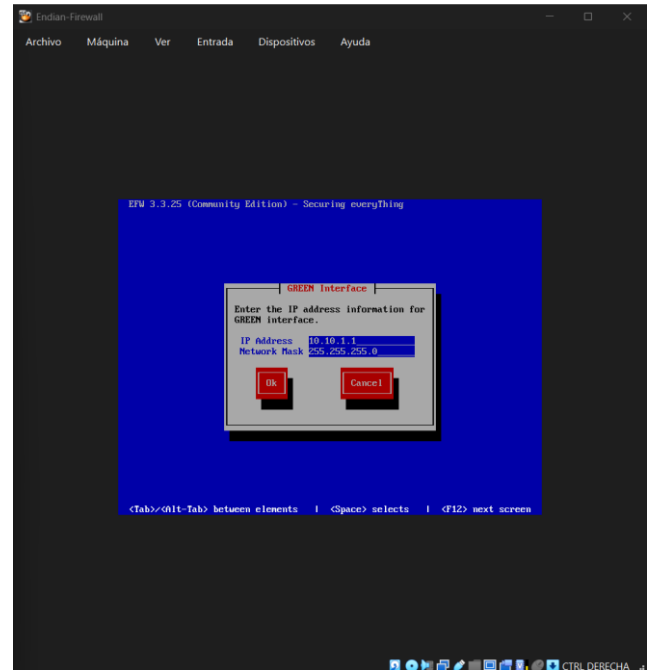 Endian-Firewall
Archivo Máquina Ver Entrada Dispositivos Ayuda
EFW 3.3.25 (Community Edition) - Securing everyThing
GREEN Interface
Enter the IP address information for
GREEN interface.
IP Address 10.10.1.1
Network Mask 255.255.255.0
Ok Cancel
<Tab>/<Alt-Tab> between elements | <Space> selects | <F12> next screen
CTRL DERECHA